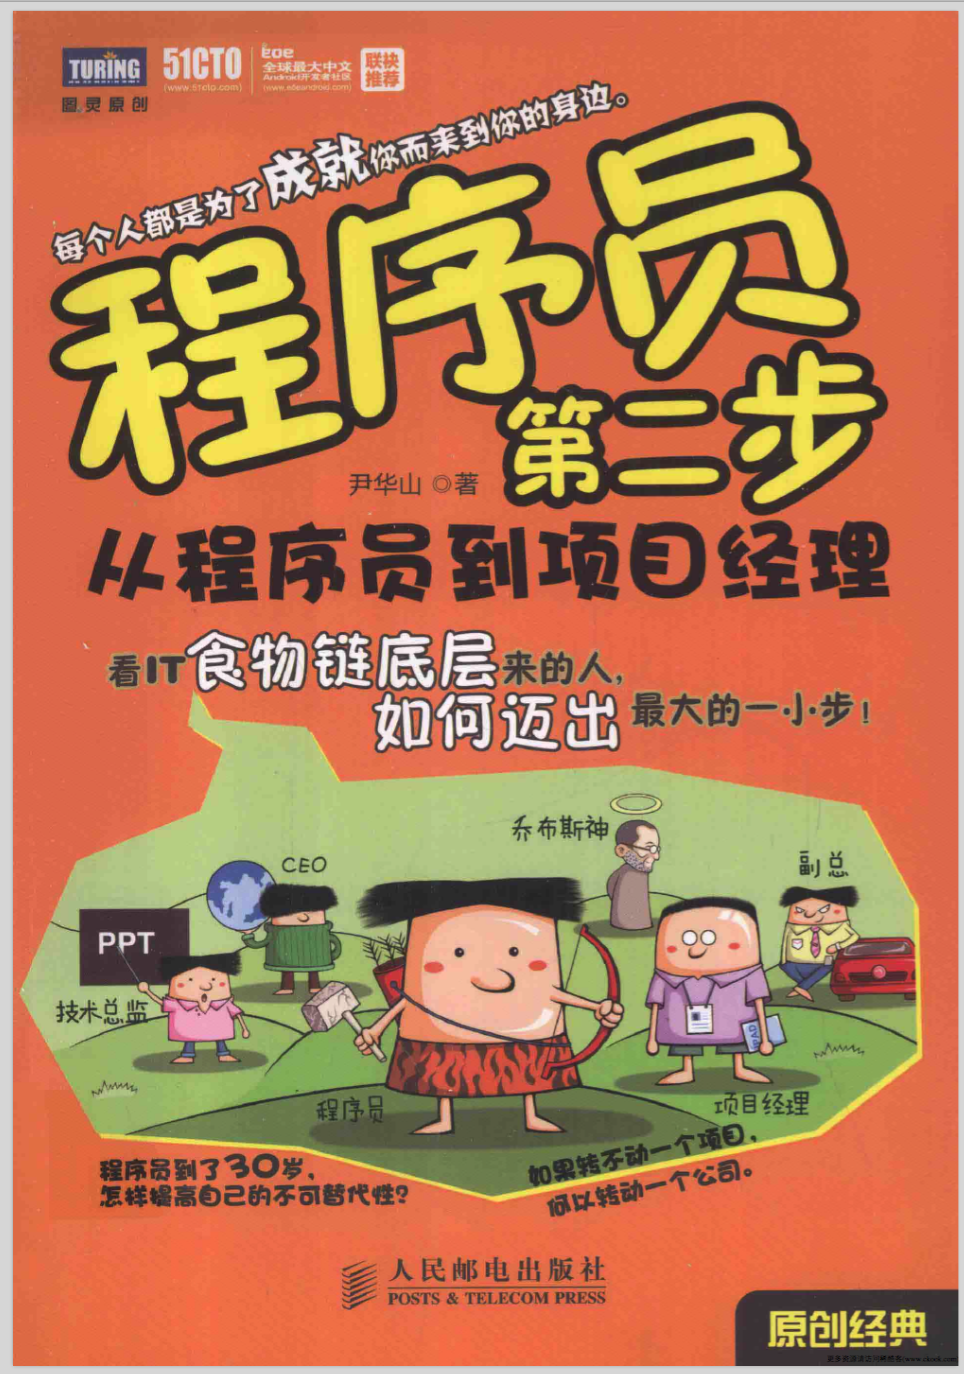 TURING
图灵原创
51CTO
(www.51cto.com)
eoe
全球最大中文
Android开发者社区
(www.eoeandroid.com)
联袂
推荐
每个人都是为了成就你而来到你的身边。
程序员
第二步
尹华山 ◎著
从程序员到项目经理
看IT食物链底层来的人,
如何迈出最大的一小步!
乔布斯神
CEO
副总
PPT
技术总监
程序员
项目经理
程序员到了30岁,
怎样提高自己的不可替代性?
如果转不动一个项目,
何以转动一个公司。
人民邮电出版社
POSTS & TELECOM PRESS
原创经典